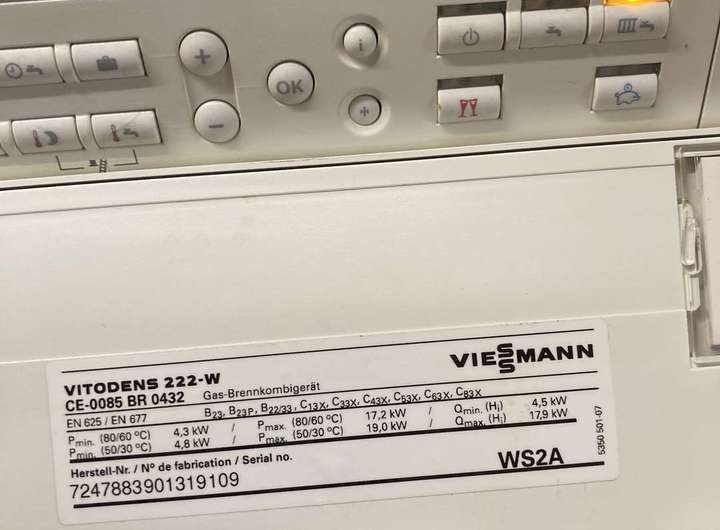 i
OK
VITODENS 222-W
VIESSMANN
CE-0085 BR 0432 Gas-Brennkombigerät
EN 625 / EN 677 B23, B23P, B22/33, C13X, C33X, C43X, C53X, C63X, C83X
Pmin. (80/60 °C) 4,3 kW / Pmax. (80/60 °C) 17,2 kW / Qmin. (Hi) 4,5 kW
Pmin. (50/30 °C) 4,8 kW / Pmax. (50/30 °C) 19,0 kW / Qmax. (Hi) 17,9 kW
Herstell-Nr. / N° de fabrication / Serial no.
7247883901319109
WS2A
5350 501-07